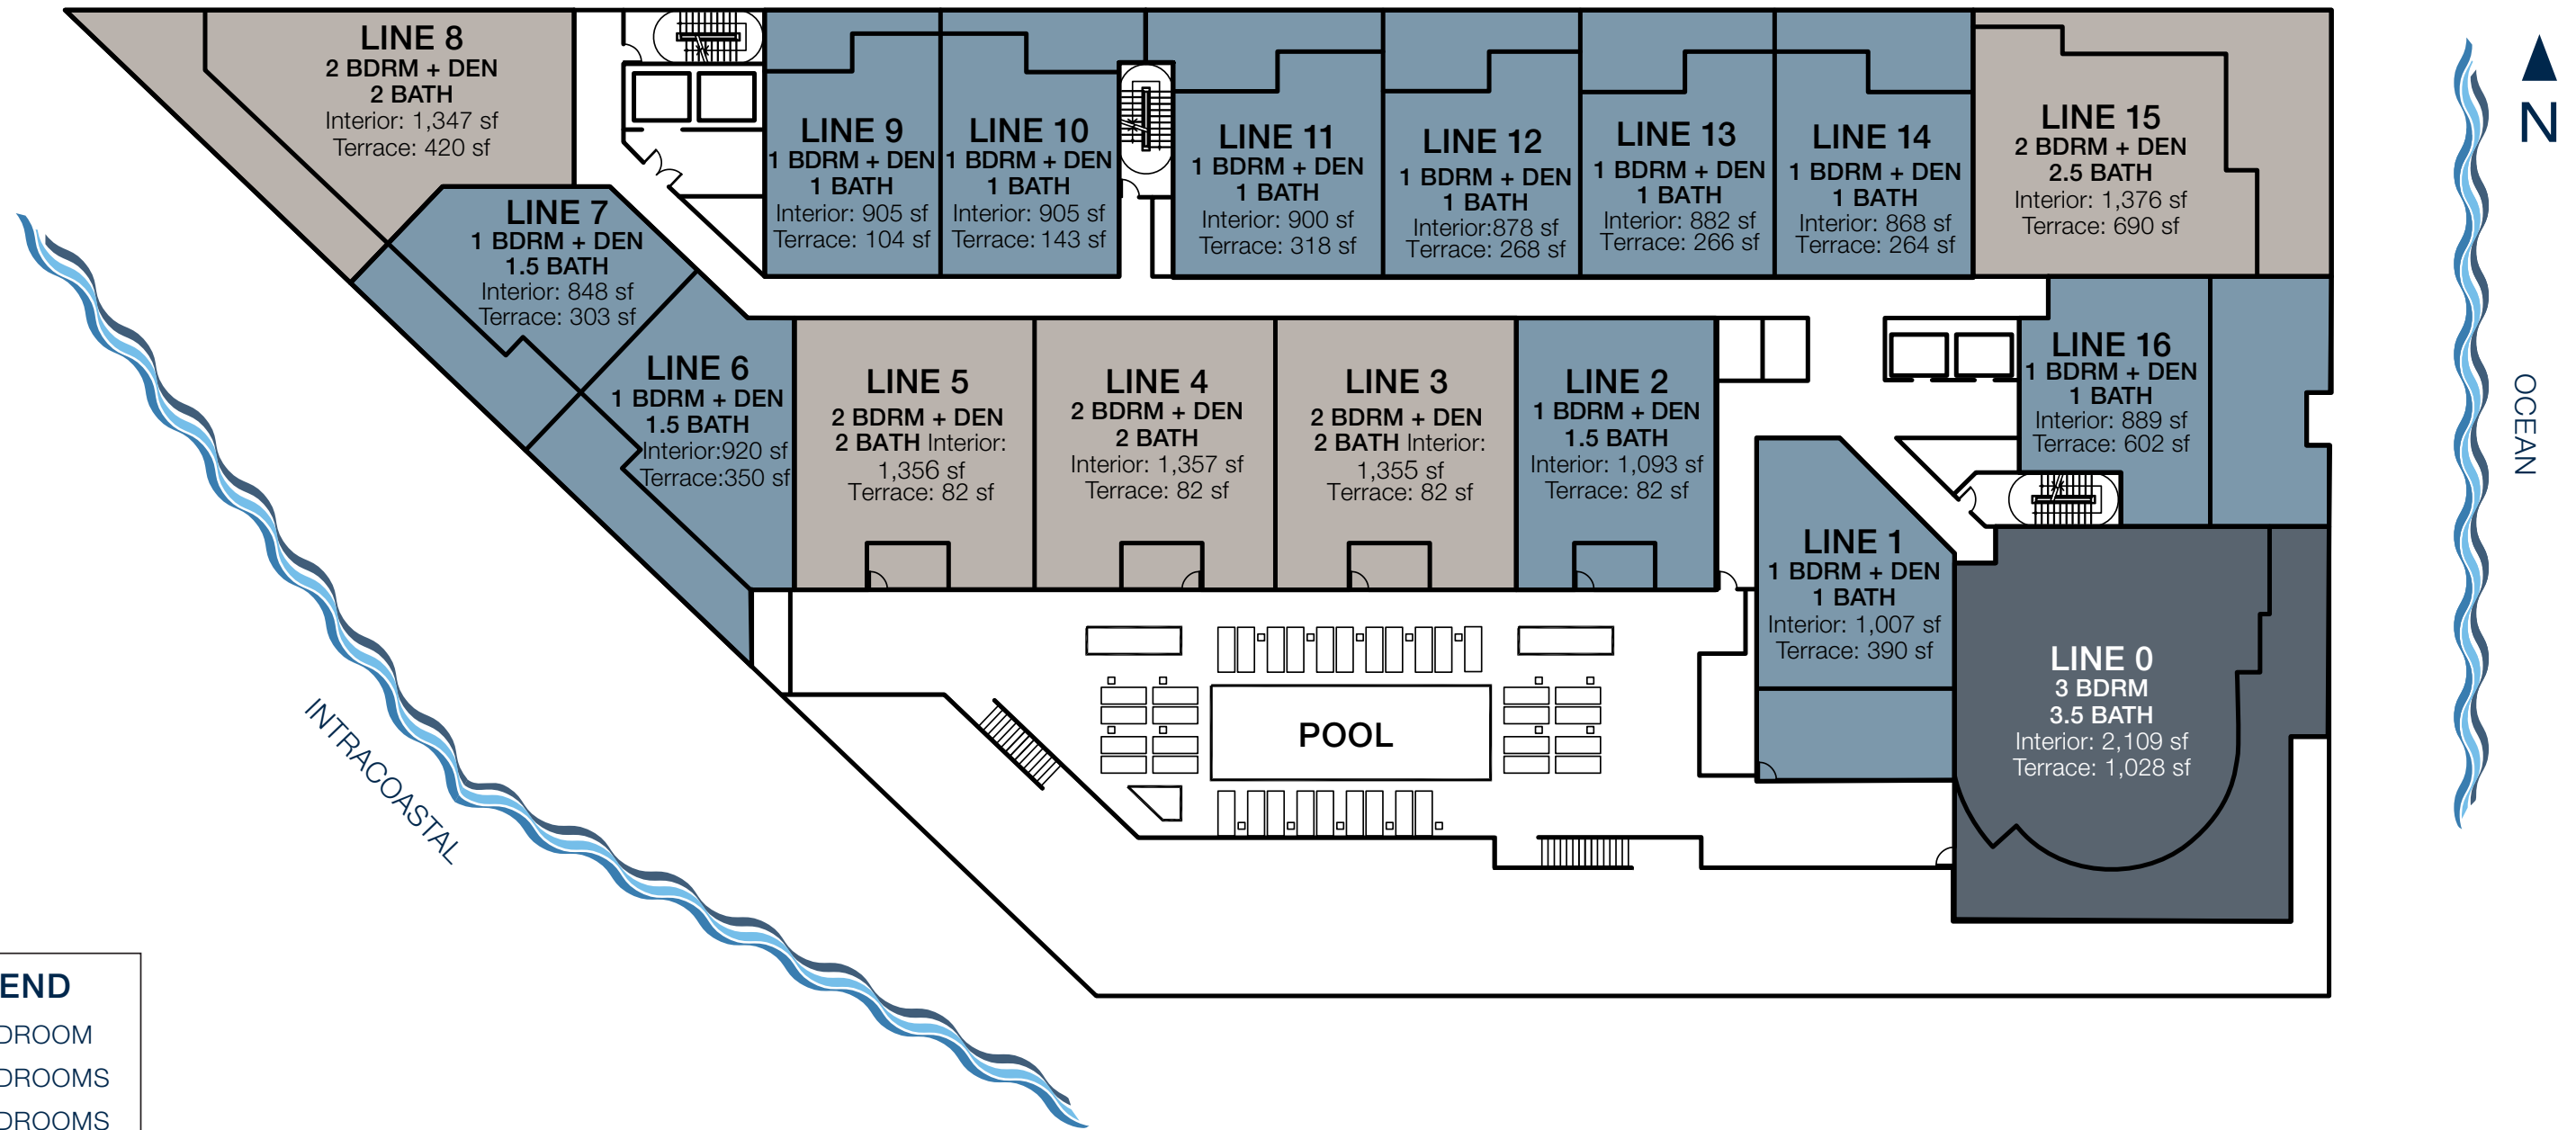 LINE 8
2 BDRM + DEN
2 BATH
Interior: 1,347 sf
Terrace: 420 sf
LINE 9
1 BDRM + DEN
1 BATH
Interior: 905 sf
Terrace: 104 sf
LINE 10
1 BDRM + DEN
1 BATH
Interior: 905 sf
Terrace: 143 sf
LINE 11
1 BDRM + DEN
1 BATH
Interior: 900 sf
Terrace: 318 sf
LINE 12
1 BDRM + DEN
1 BATH
Interior:878 sf
Terrace: 268 sf
LINE 13
1 BDRM + DEN
1 BATH
Interior: 882 sf
Terrace: 266 sf
LINE 14
1 BDRM + DEN
1 BATH
Interior: 868 sf
Terrace: 264 sf
LINE 15
2 BDRM + DEN
2.5 BATH
Interior: 1,376 sf
Terrace: 690 sf
N
LINE 7
1 BDRM + DEN
1.5 BATH
Interior: 848 sf
Terrace: 303 sf
LINE 6
1 BDRM + DEN
1.5 BATH
Interior:920 sf
Terrace:350 sf
LINE 5
2 BDRM + DEN
2 BATH Interior:
1,356 sf
Terrace: 82 sf
LINE 4
2 BDRM + DEN
2 BATH
Interior: 1,357 sf
Terrace: 82 sf
LINE 3
2 BDRM + DEN
2 BATH Interior:
1,355 sf
Terrace: 82 sf
LINE 2
1 BDRM + DEN
1.5 BATH
Interior: 1,093 sf
Terrace: 82 sf
LINE 16
1 BDRM + DEN
1 BATH
Interior: 889 sf
Terrace: 602 sf
OCEAN
LINE 1
1 BDRM + DEN
1 BATH
Interior: 1,007 sf
Terrace: 390 sf
LINE 0
3 BDRM
3.5 BATH
Interior: 2,109 sf
Terrace: 1,028 sf
POOL
INTRACOASTAL
END
DROOM
DROOMS
DROOMS